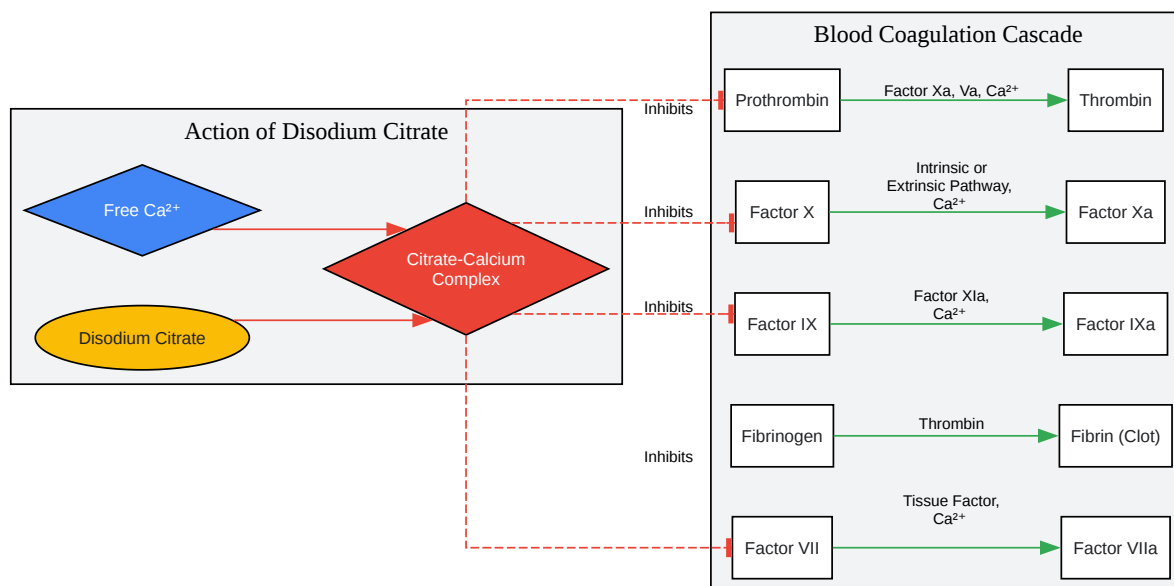 Blood Coagulation Cascade
Action of Disodium Citrate
Free Ca²⁺
Disodium Citrate
Citrate-Calcium
Complex
Inhibits
Inhibits
Inhibits
Inhibits
Prothrombin
Factor Xa, Va, Ca²⁺
Thrombin
Factor X
Intrinsic or
Extrinsic Pathway,
Ca²⁺
Factor Xa
Factor IX
Factor XIa,
Ca²⁺
Factor IXa
Fibrinogen
Thrombin
Fibrin (Clot)
Factor VII
Tissue Factor,
Ca²⁺
Factor VIIa